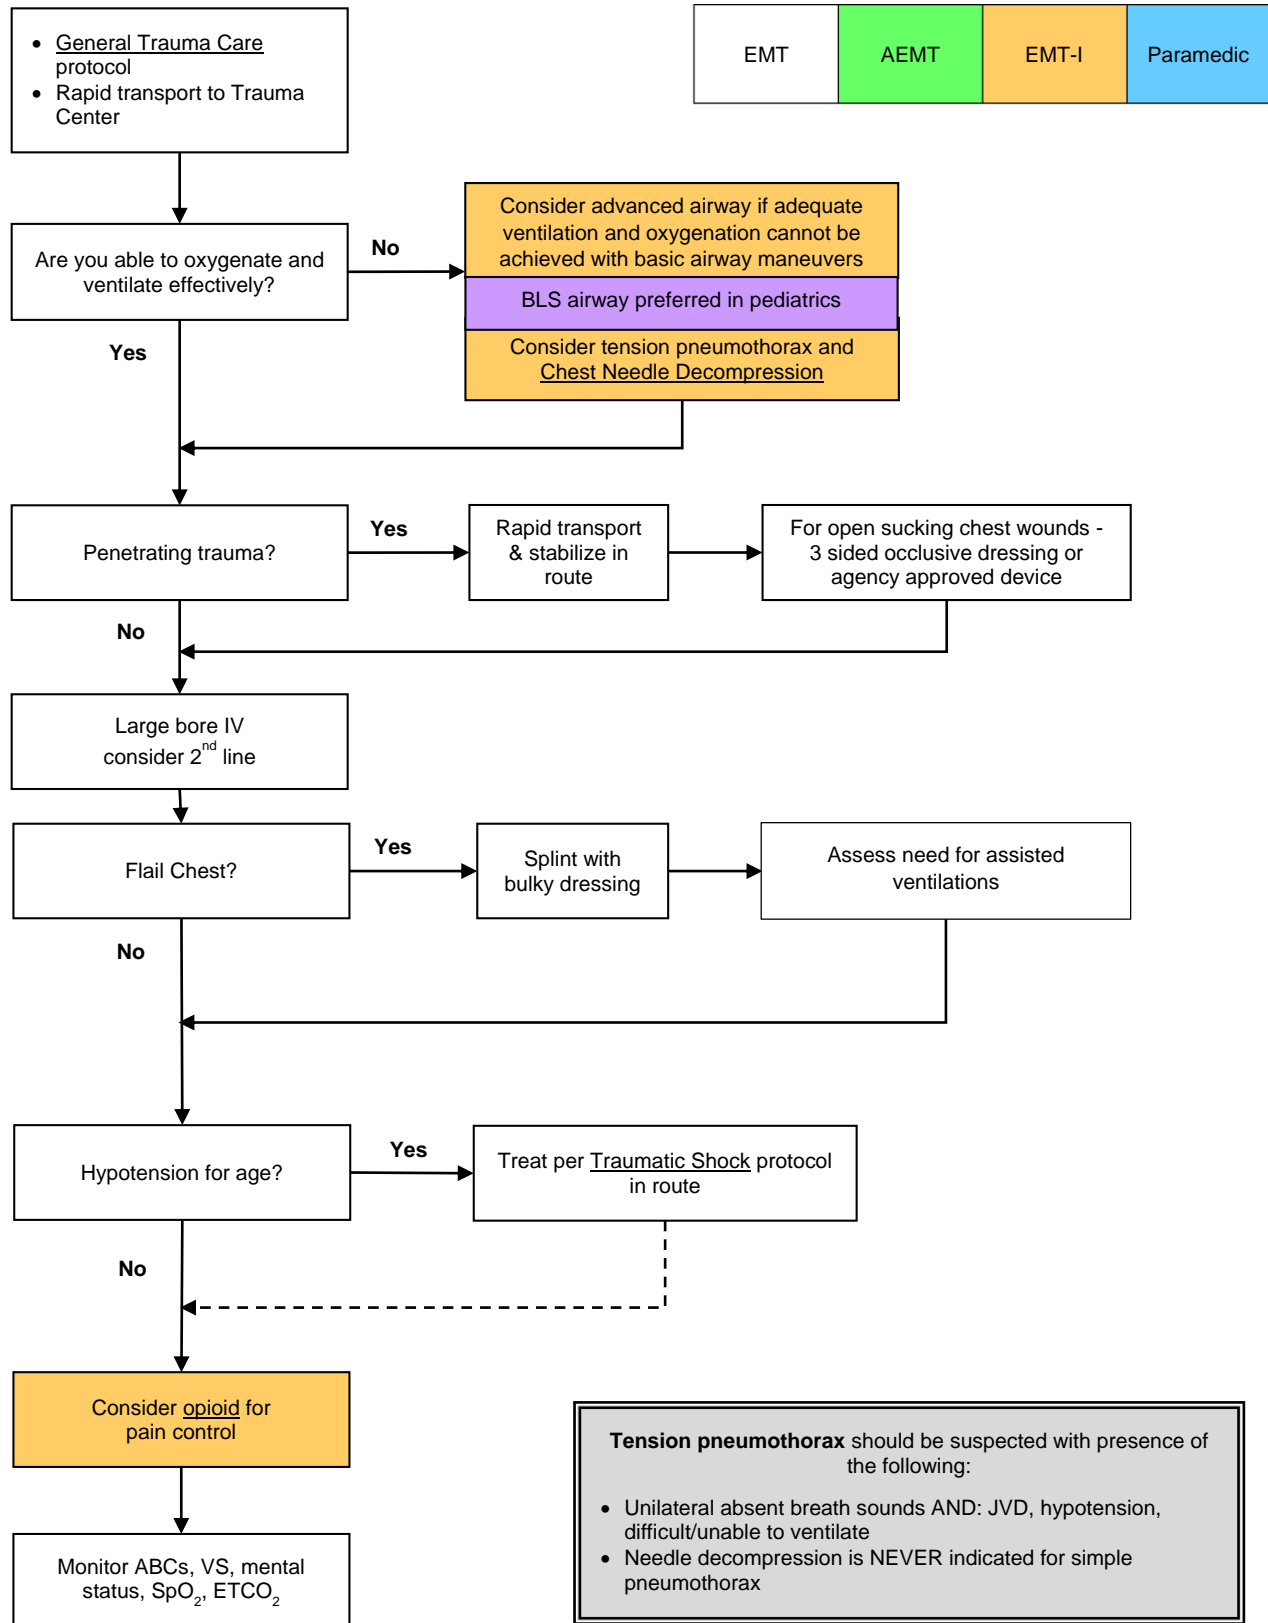 • General Trauma Care
protocol
• Rapid transport to Trauma
Center
EMT
AEMT
EMT-I
Paramedic
Are you able to oxygenate and
ventilate effectively?
No
Consider advanced airway if adequate
ventilation and oxygenation cannot be
achieved with basic airway maneuvers
BLS airway preferred in pediatrics
Consider tension pneumothorax and
Chest Needle Decompression
Yes
Penetrating trauma?
Yes
Rapid transport
& stabilize in
route
For open sucking chest wounds -
3 sided occlusive dressing or
agency approved device
No
Large bore IV
consider 2nd line
Flail Chest?
Yes
Splint with
bulky dressing
Assess need for assisted
ventilations
No
Hypotension for age?
Yes
Treat per Traumatic Shock protocol
in route
No
Consider opioid for
pain control
Monitor ABCs, VS, mental
status, SpO2, ETCO2
Tension pneumothorax should be suspected with presence of
the following:
• Unilateral absent breath sounds AND: JVD, hypotension,
difficult/unable to ventilate
• Needle decompression is NEVER indicated for simple
pneumothorax